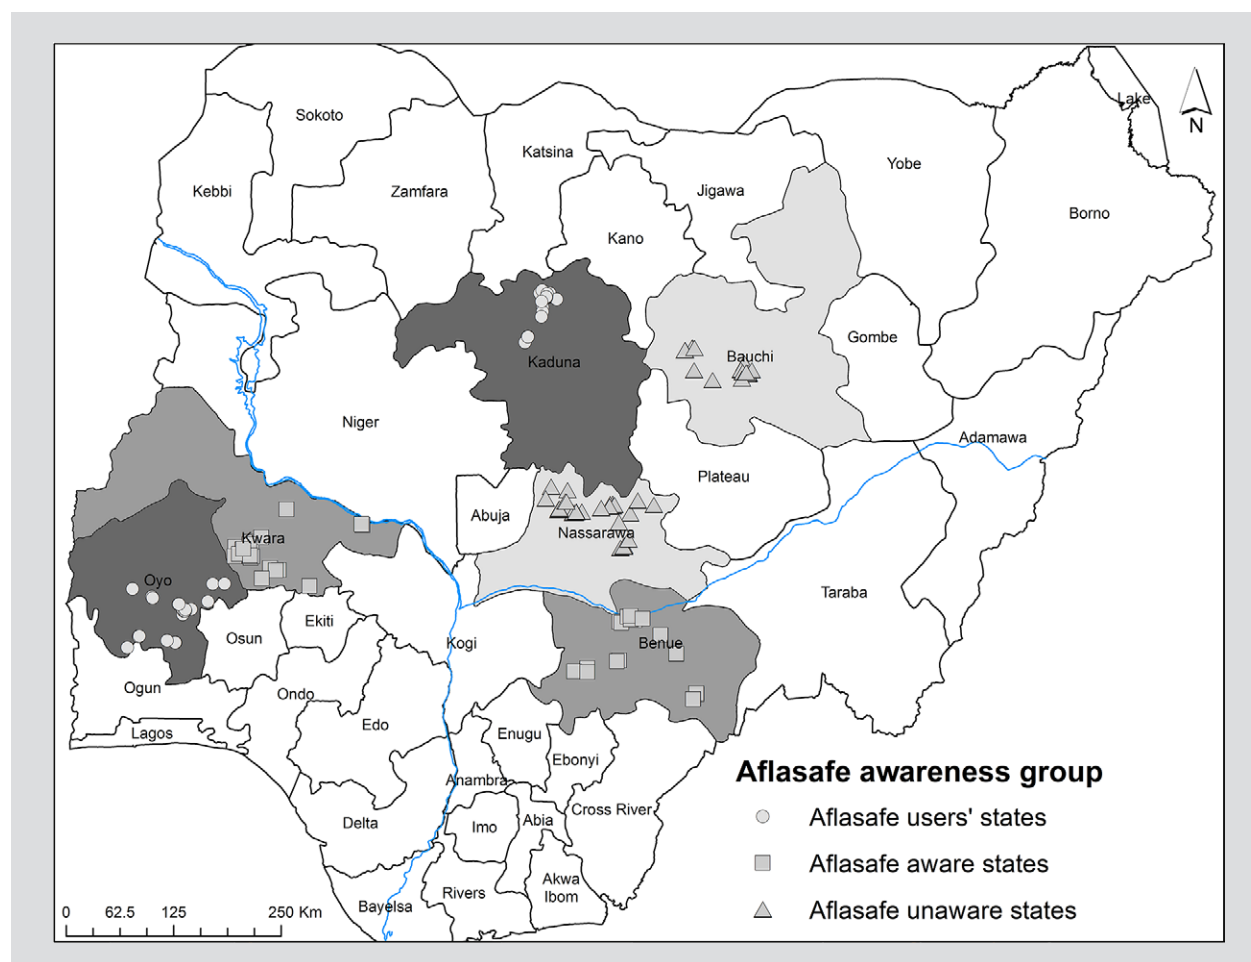 Sokoto
Katsina
Lake
N
Kebbi
Zamfara
Jigawa
Yobe
Borno
Kano
Kaduna
Bauchi
Gombe
Niger
Adamawa
Plateau
Abuja
Nassarawa
Kwara
Oyo
Taraba
Osun
Ekiti
Kogi
Benue
Ogun
Ondo
Edo
Lagos
Enugu
Ebonyi
Anambra
Cross River
Delta
Imo
Abia
Akwa
Ibom
Rivers
Bayelsa
Aflasafe awareness group
Aflasafe users' states
Aflasafe aware states
Aflasafe unaware states
0 62.5 125 250 Km